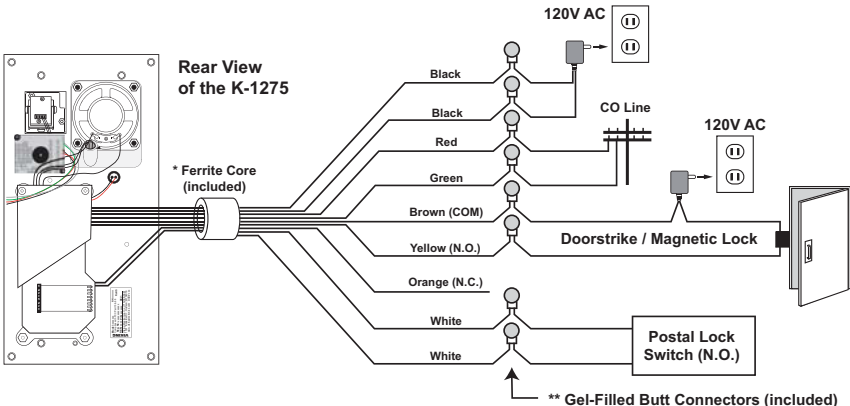 120V AC
Rear View
of the K-1275
Black
CO Line
Black
120V AC
Red
* Ferrite Core
(included)
Green
Brown (COM)
Yellow (N.O.)
Doorstrike / Magnetic Lock
Orange (N.C.)
White
Postal Lock
Switch (N.O.)
White
** Gel-Filled Butt Connectors (included)